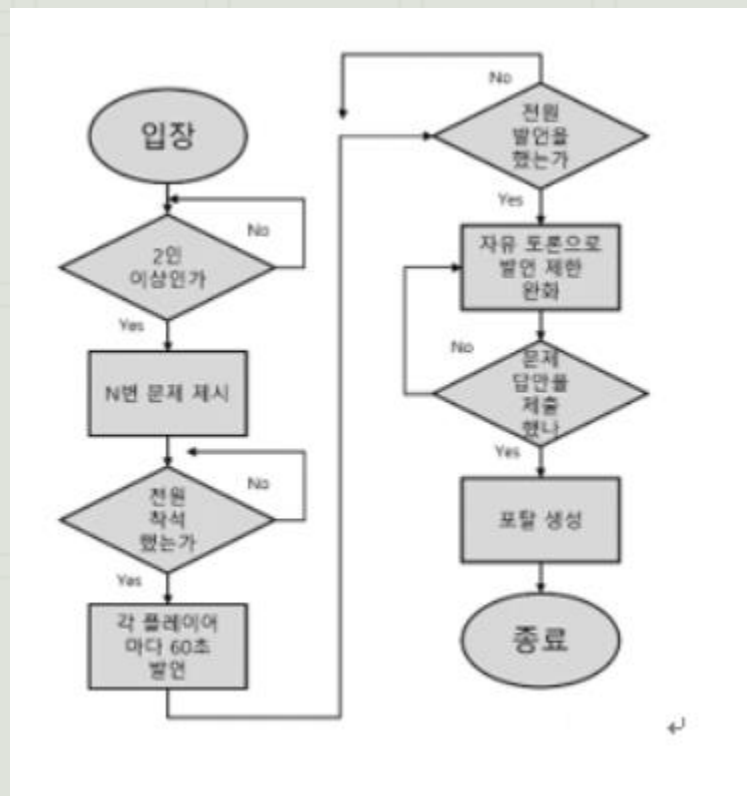 입장
2인
이상인가
No
Yes
N번 문제 제시
전원
착석
했는가
No
Yes
각 플레이어
마다 60초
발언
전원
발언을
했는가
No
Yes
자유 토론으로
발언 제한
완화
문제
답안을
제출
했나
No
Yes
포탈 생성
종료